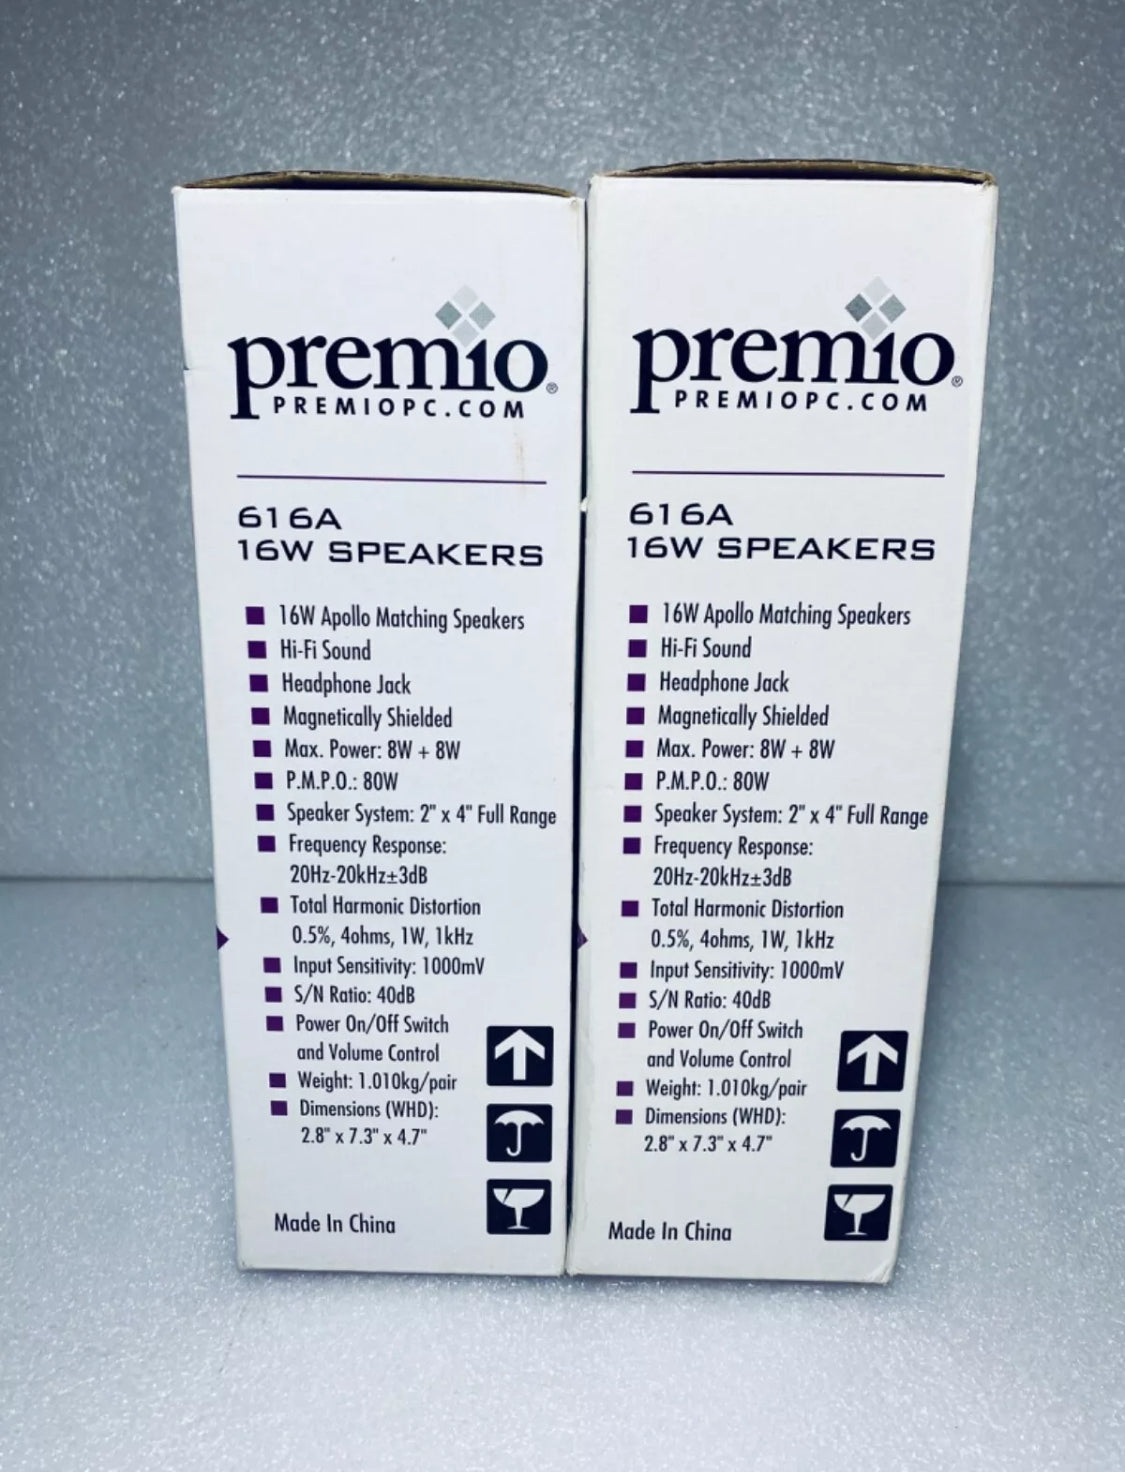 premio®
PREMIOPC.COM
616A
16W SPEAKERS
16W Apollo Matching Speakers
Hi-Fi Sound
Headphone Jack
Magnetically Shielded
Max. Power: 8W + 8W
P.M.P.O.: 80W
Speaker System: 2" x 4" Full Range
Frequency Response:
20Hz-20kHz±3dB
Total Harmonic Distortion
0.5%, 4ohms, 1W, 1kHz
Input Sensitivity: 1000mV
S/N Ratio: 40dB
Power On/Off Switch
and Volume Control
Weight: 1.010kg/pair
Dimensions (WHD):
2.8" x 7.3" x 4.7"
Made In China
premio®
PREMIOPC.COM
616A
16W SPEAKERS
16W Apollo Matching Speakers
Hi-Fi Sound
Headphone Jack
Magnetically Shielded
Max. Power: 8W + 8W
P.M.P.O.: 80W
Speaker System: 2" x 4" Full Range
Frequency Response:
20Hz-20kHz±3dB
Total Harmonic Distortion
0.5%, 4ohms, 1W, 1kHz
Input Sensitivity: 1000mV
S/N Ratio: 40dB
Power On/Off Switch
and Volume Control
Weight: 1.010kg/pair
Dimensions (WHD):
2.8" x 7.3" x 4.7"
Made In China